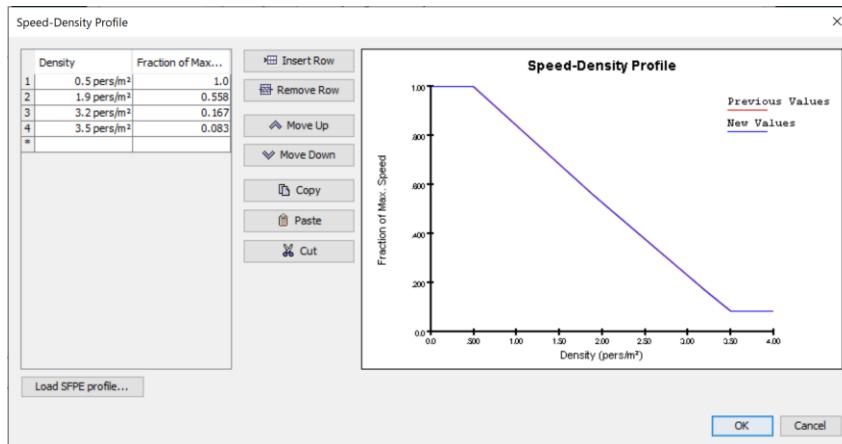 Speed-Density Profile
Density Fraction of Max...
1 0.5 pers/m² 1.0
2 1.9 pers/m² 0.558
3 3.2 pers/m² 0.167
4 3.5 pers/m² 0.083
*
Insert Row
Remove Row
Move Up
Move Down
Copy
Paste
Cut
Load SFPE profile...
Speed-Density Profile
Previous Values
New Values
Fraction of Max. Speed
1.00
.800
.600
.400
.200
0.0
0.0 .500 1.00 1.50 2.00 2.50 3.00 3.50 4.00
Density (pers/m²)
OK Cancel